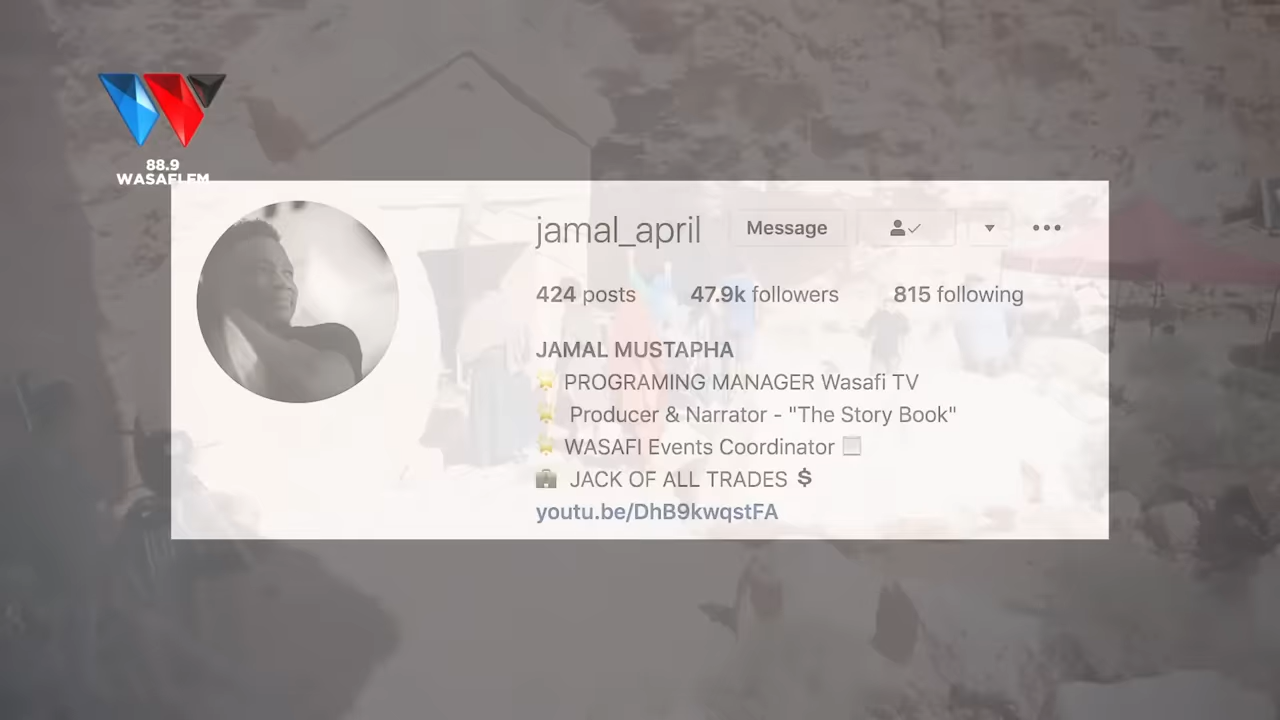 88.9
WASAFI FM
jamal_april Message
424 posts 47.9k followers 815 following
JAMAL MUSTAPHA
PROGRAMING MANAGER Wasafi TV
Producer & Narrator - "The Story Book"
WASAFI Events Coordinator
JACK OF ALL TRADES $
youtu.be/DhB9kwqstFA